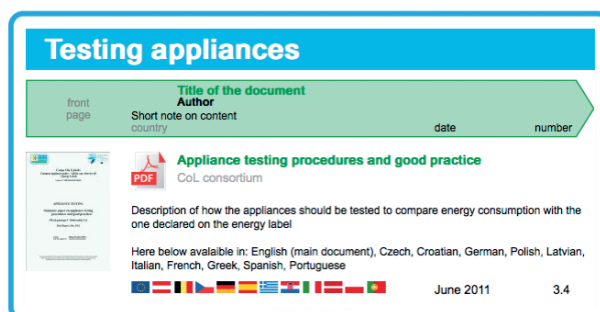 Testing appliances
Title of the document
front
page
Author
Short note on content
country
date
number
PDF
Appliance testing procedures and good practice
CoL consortium
Description of how the appliances should be tested to compare energy consumption with the
one declared on the energy label
Here below avalaible in: English (main document), Czech, Croatian, German, Polish, Latvian,
Italian, French, Greek, Spanish, Portuguese
June 2011
3.4